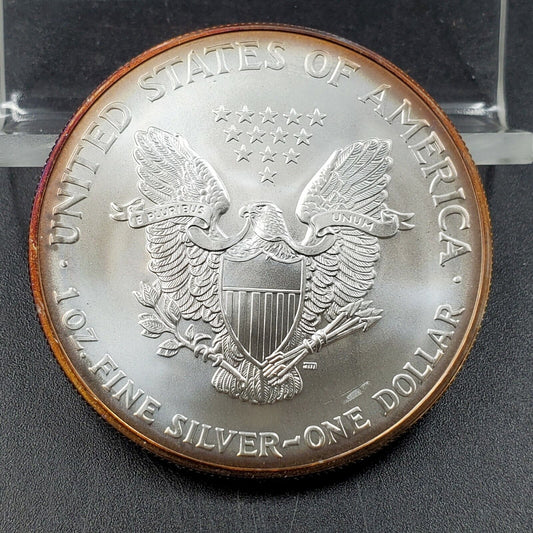 UNITED STATES OF AMERICA
E PLURIBUS UNUM
· 1 OZ. FINE SILVER~ONE DOLLAR ·